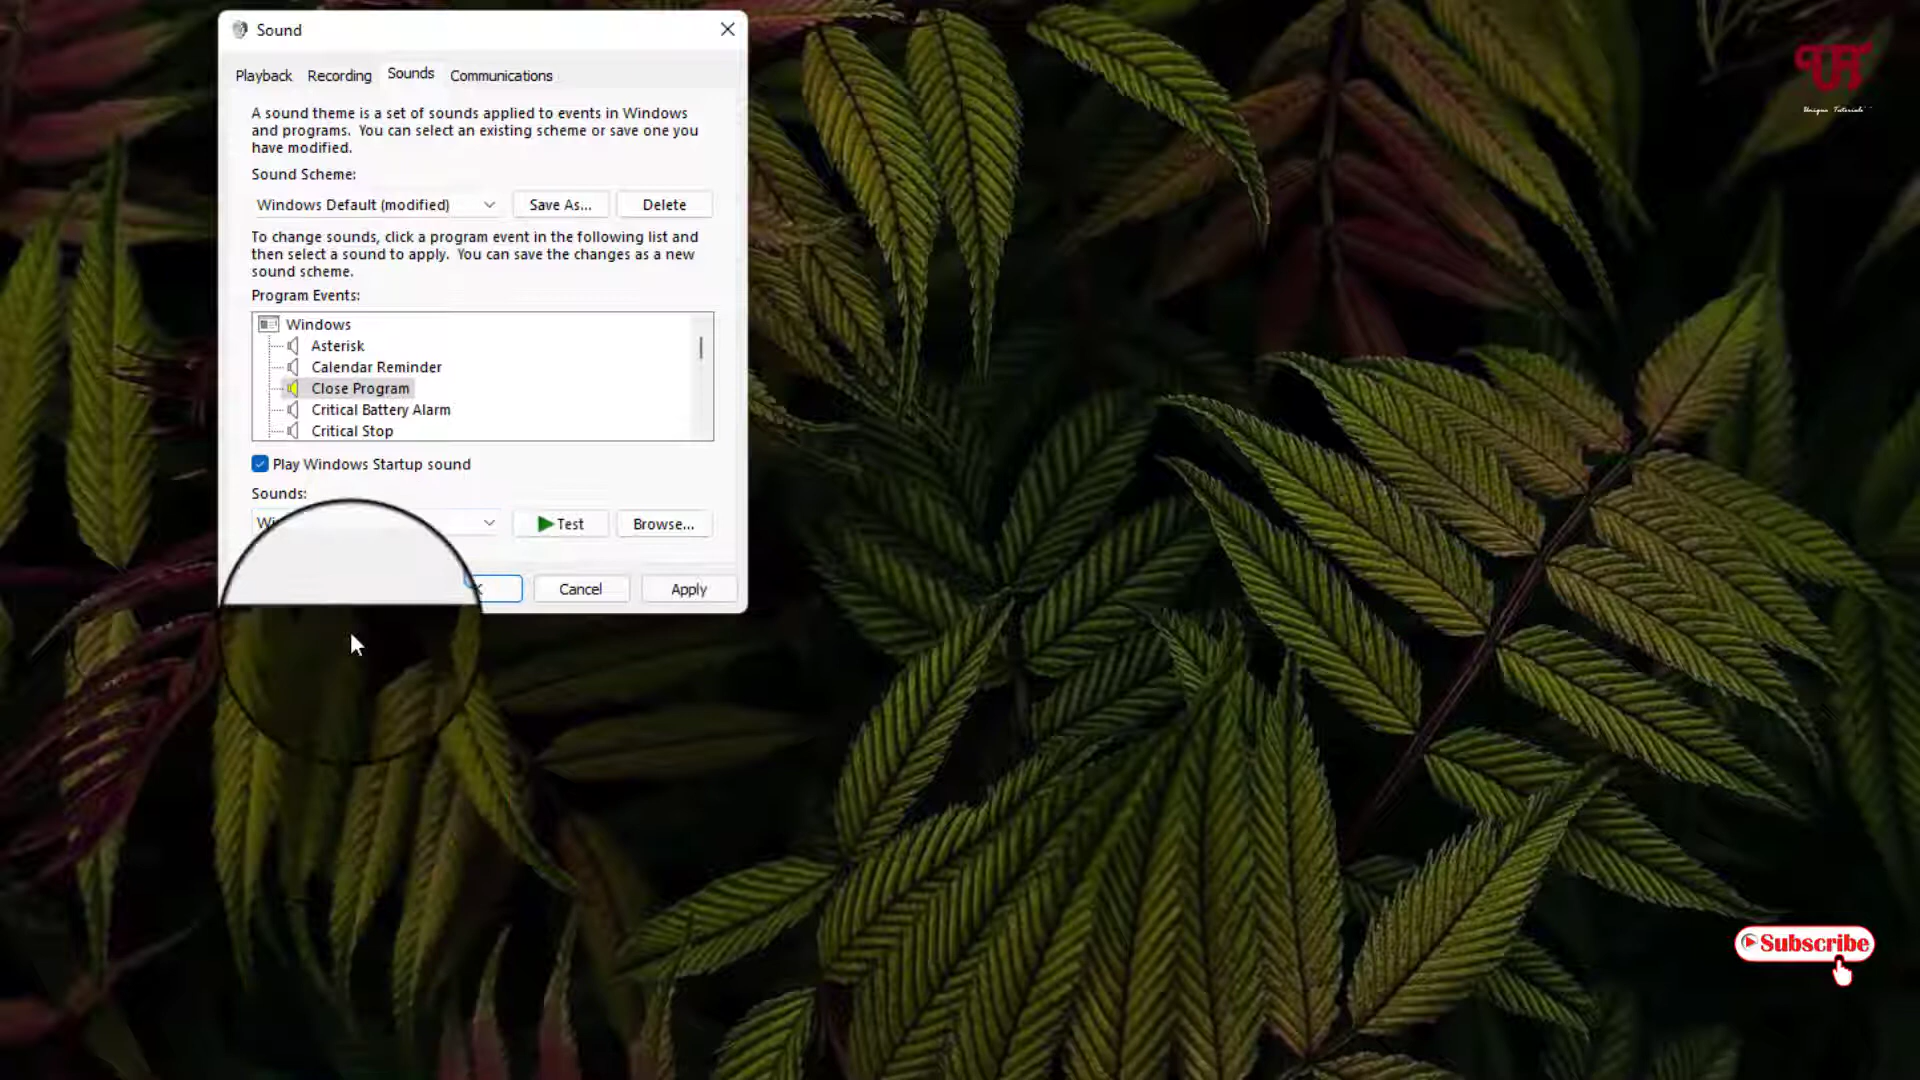 Sound
Playback Recording Sounds Communications
A sound theme is a set of sounds applied to events in Windows
and programs. You can select an existing scheme or save one you
have modified.
Sound Scheme:
Windows Default (modified) Save As... Delete
To change sounds, click a program event in the following list and
then select a sound to apply. You can save the changes as a new
sound scheme.
Program Events:
Windows
Asterisk
Calendar Reminder
Close Program
Critical Battery Alarm
Critical Stop
Play Windows Startup sound
Sounds:
Test Browse...
Cancel Apply
Unique Tutorials
Subscribe